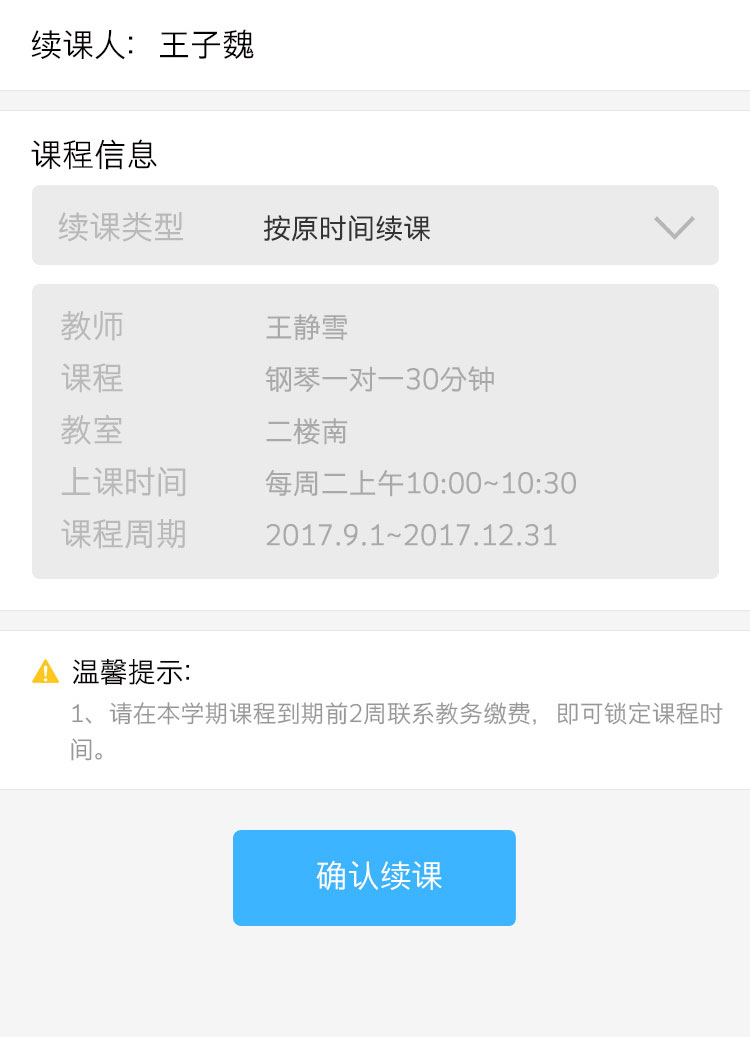 续课人: 王子魏
课程信息
续课类型 按原时间续课
教师 王静雪
课程 钢琴一对一30分钟
教室 二楼南
上课时间 每周二上午10:00~10:30
课程周期 2017.9.1~2017.12.31
温馨提示:
1、请在本学期课程到期前2周联系教务缴费，即可锁定课程时
间。
确认续课